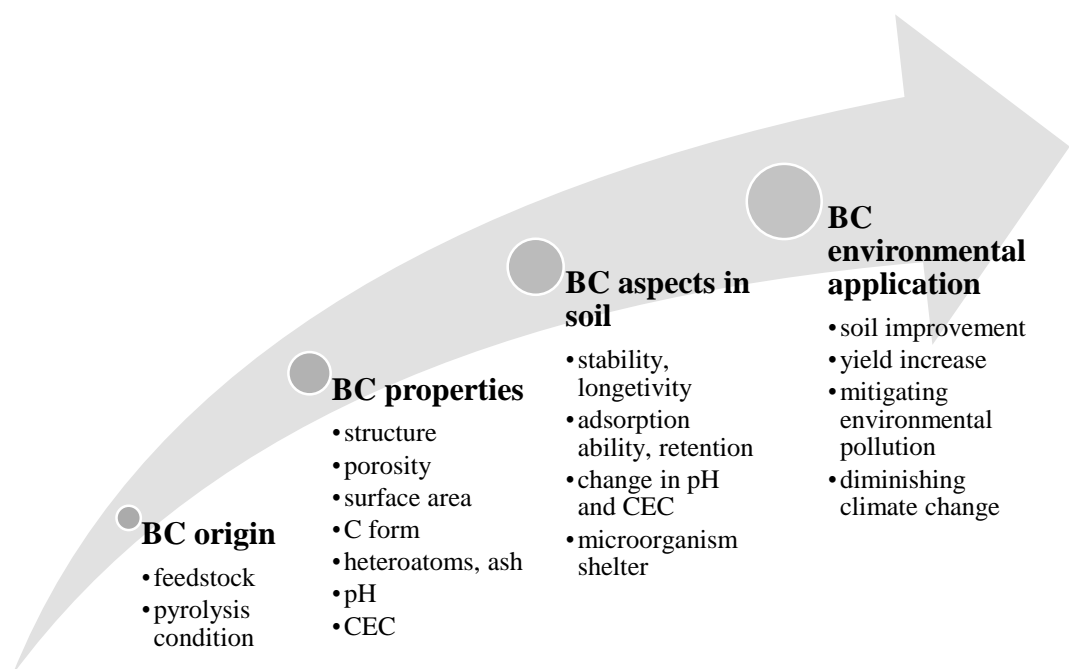 BC origin
•feedstock
•pyrolysis
condition
BC properties
•structure
•porosity
•surface area
•C form
•heteroatoms, ash
•pH
•CEC
BC aspects in
soil
•stability,
longetivity
•adsorption
ability, retention
•change in pH
and CEC
•microorganism
shelter
BC
environmental
application
•soil improvement
•yield increase
•mitigating
environmental
pollution
•diminishing
climate change